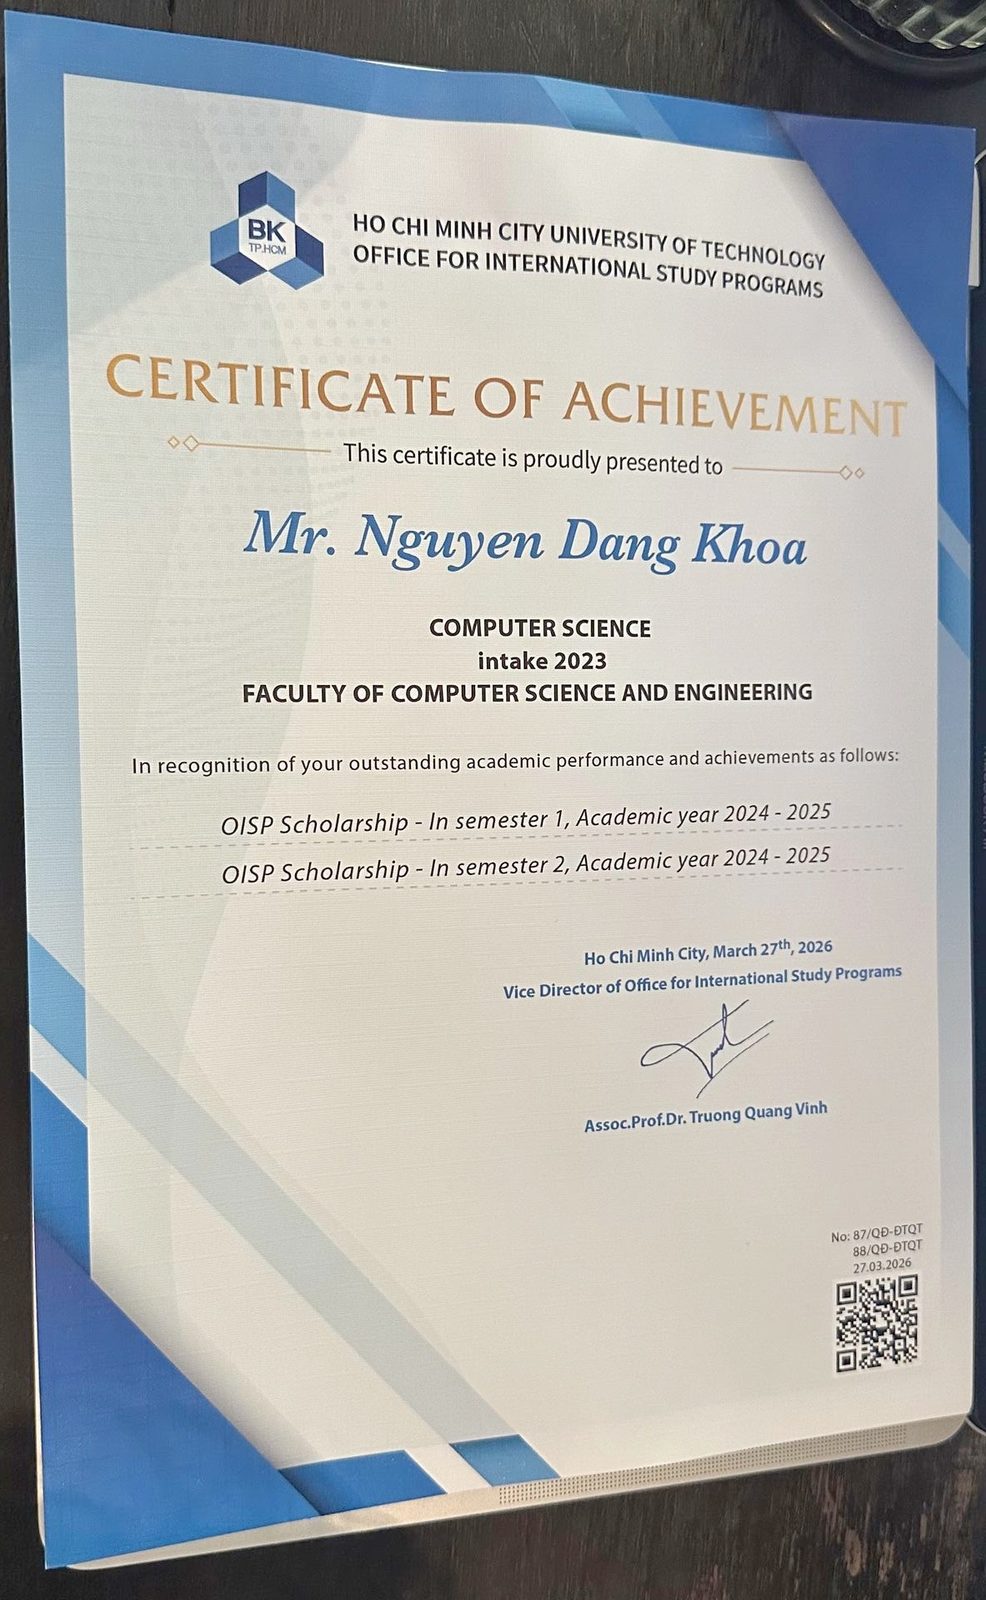 BK
TP.HCM
HO CHI MINH CITY UNIVERSITY OF TECHNOLOGY
OFFICE FOR INTERNATIONAL STUDY PROGRAMS
CERTIFICATE OF ACHIEVEMENT
This certificate is proudly presented to
Mr. Nguyen Dang Khoa
COMPUTER SCIENCE
intake 2023
FACULTY OF COMPUTER SCIENCE AND ENGINEERING
In recognition of your outstanding academic performance and achievements as follows:
OISP Scholarship - In semester 1, Academic year 2024 - 2025
OISP Scholarship - In semester 2, Academic year 2024 - 2025
Ho Chi Minh City, March 27th, 2026
Vice Director of Office for International Study Programs
Assoc.Prof.Dr. Truong Quang Vinh
No: 87/QĐ-ĐTQT
88/QĐ-ĐTQT
27.03.2026